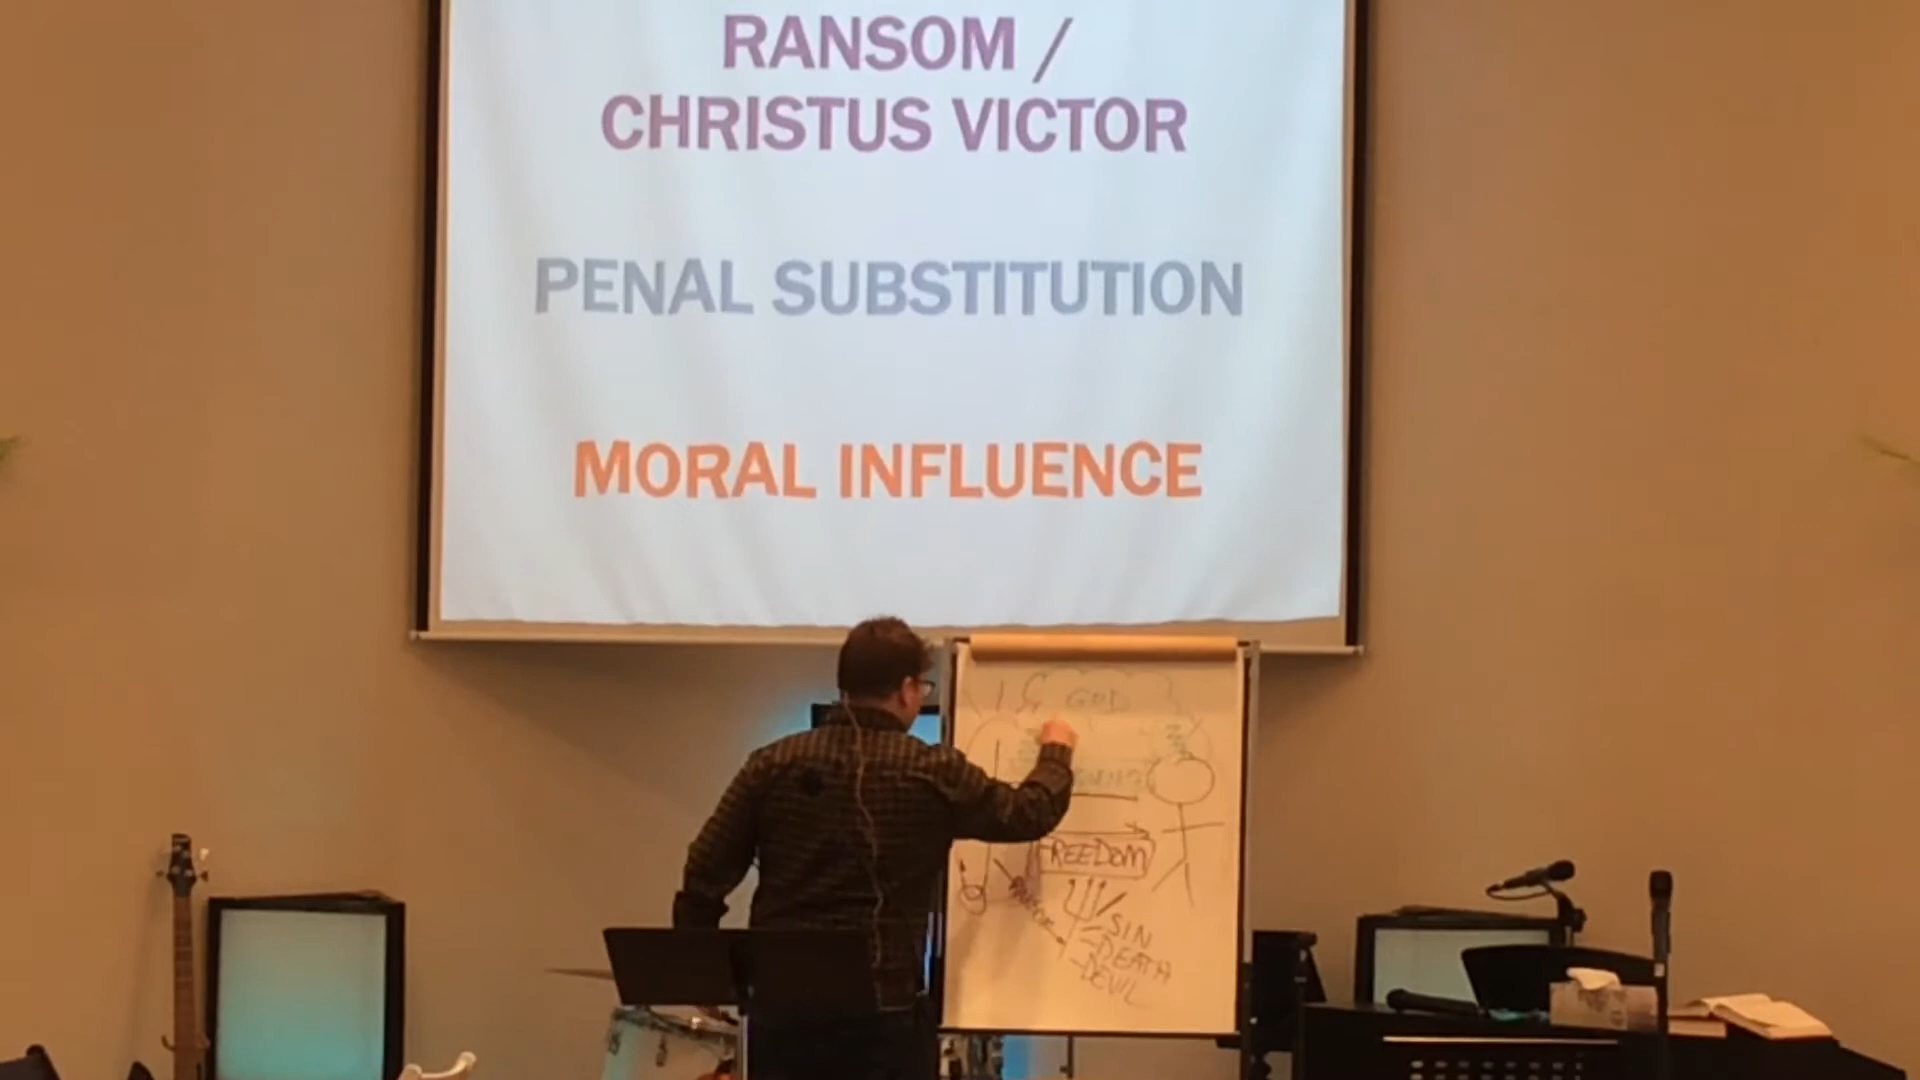 RANSOM /
CHRISTUS VICTOR
PENAL SUBSTITUTION
MORAL INFLUENCE
GOD
FREEDOM
SIN
-DEATH
-DEVIL